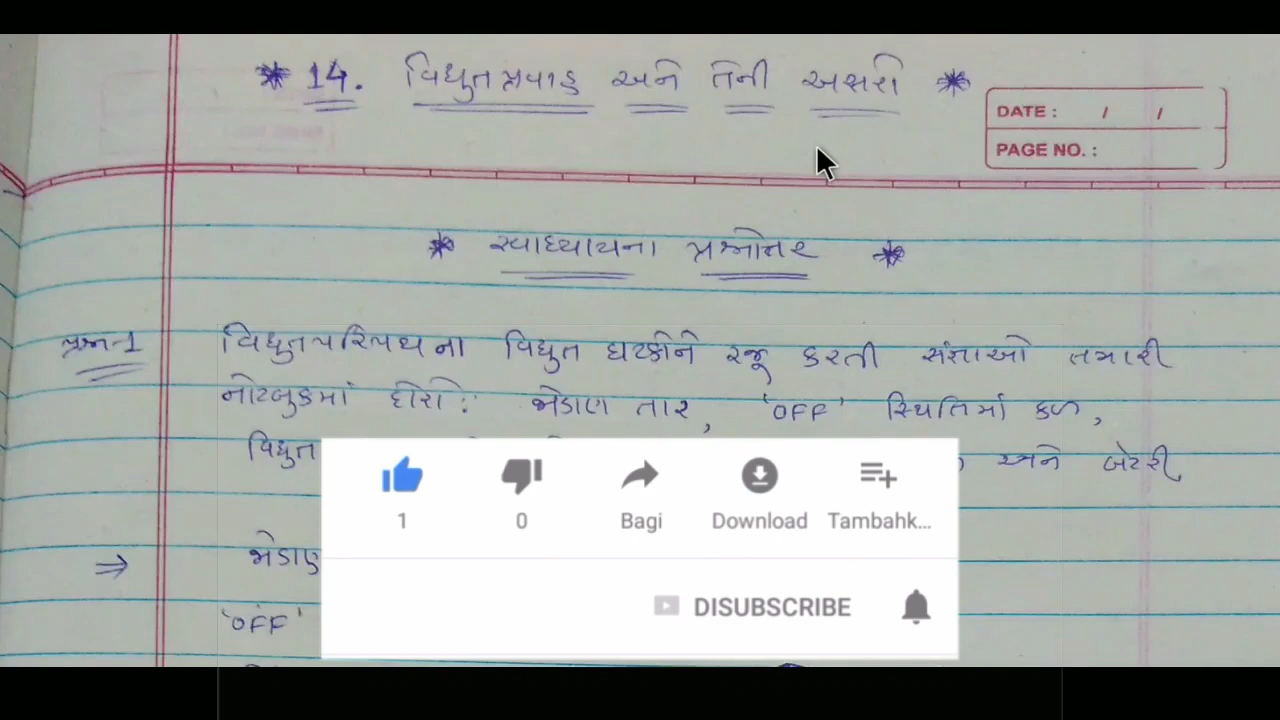 * 14. વિદ્યુતપ્રવાહ અને તેની અસરો *
DATE : / /
PAGE NO. :
* સ્વાધ્યાયના પ્રશ્નોત્તર *
પ્રશ્ન-1 વિદ્યુતપરિપથના વિદ્યુત ઘટકોને રજૂ કરતી સંજ્ઞાઓ તમારી
નોટબુકમાં દોરો : જોડાણ તાર, 'OFF' સ્થિતિમાં કળ,
વિદ્યુત અને બેટરી
⇒ જોડાણ
'OFF'
1 0 Bagi Download Tambahk...
DISUBSCRIBE